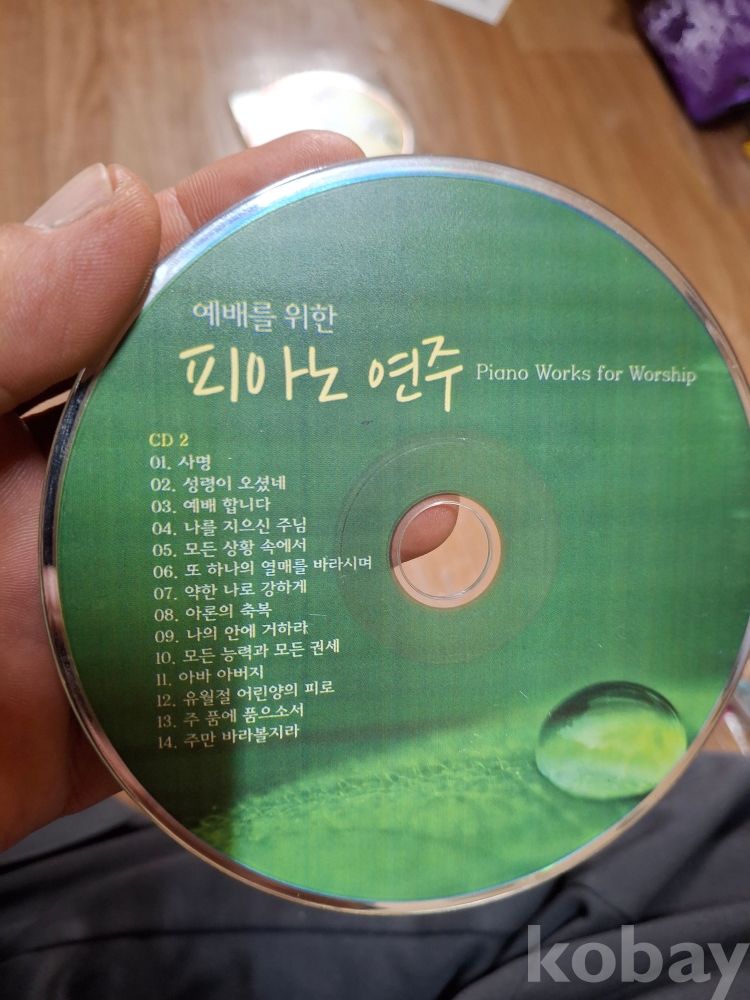 예배를 위한
피아노 연주 Piano Works for Worship
CD 2
01. 사명
02. 성령이 오셨네
03. 예배 합니다
04. 나를 지으신 주님
05. 모든 상황 속에서
06. 또 하나의 열매를 바라시며
07. 약한 나로 강하게
08. 아론의 축복
09. 나의 안에 거하라
10. 모든 능력과 모든 권세
11. 아바 아버지
12. 유월절 어린양의 피로
13. 주 품에 품으소서
14. 주만 바라볼지라
kobay